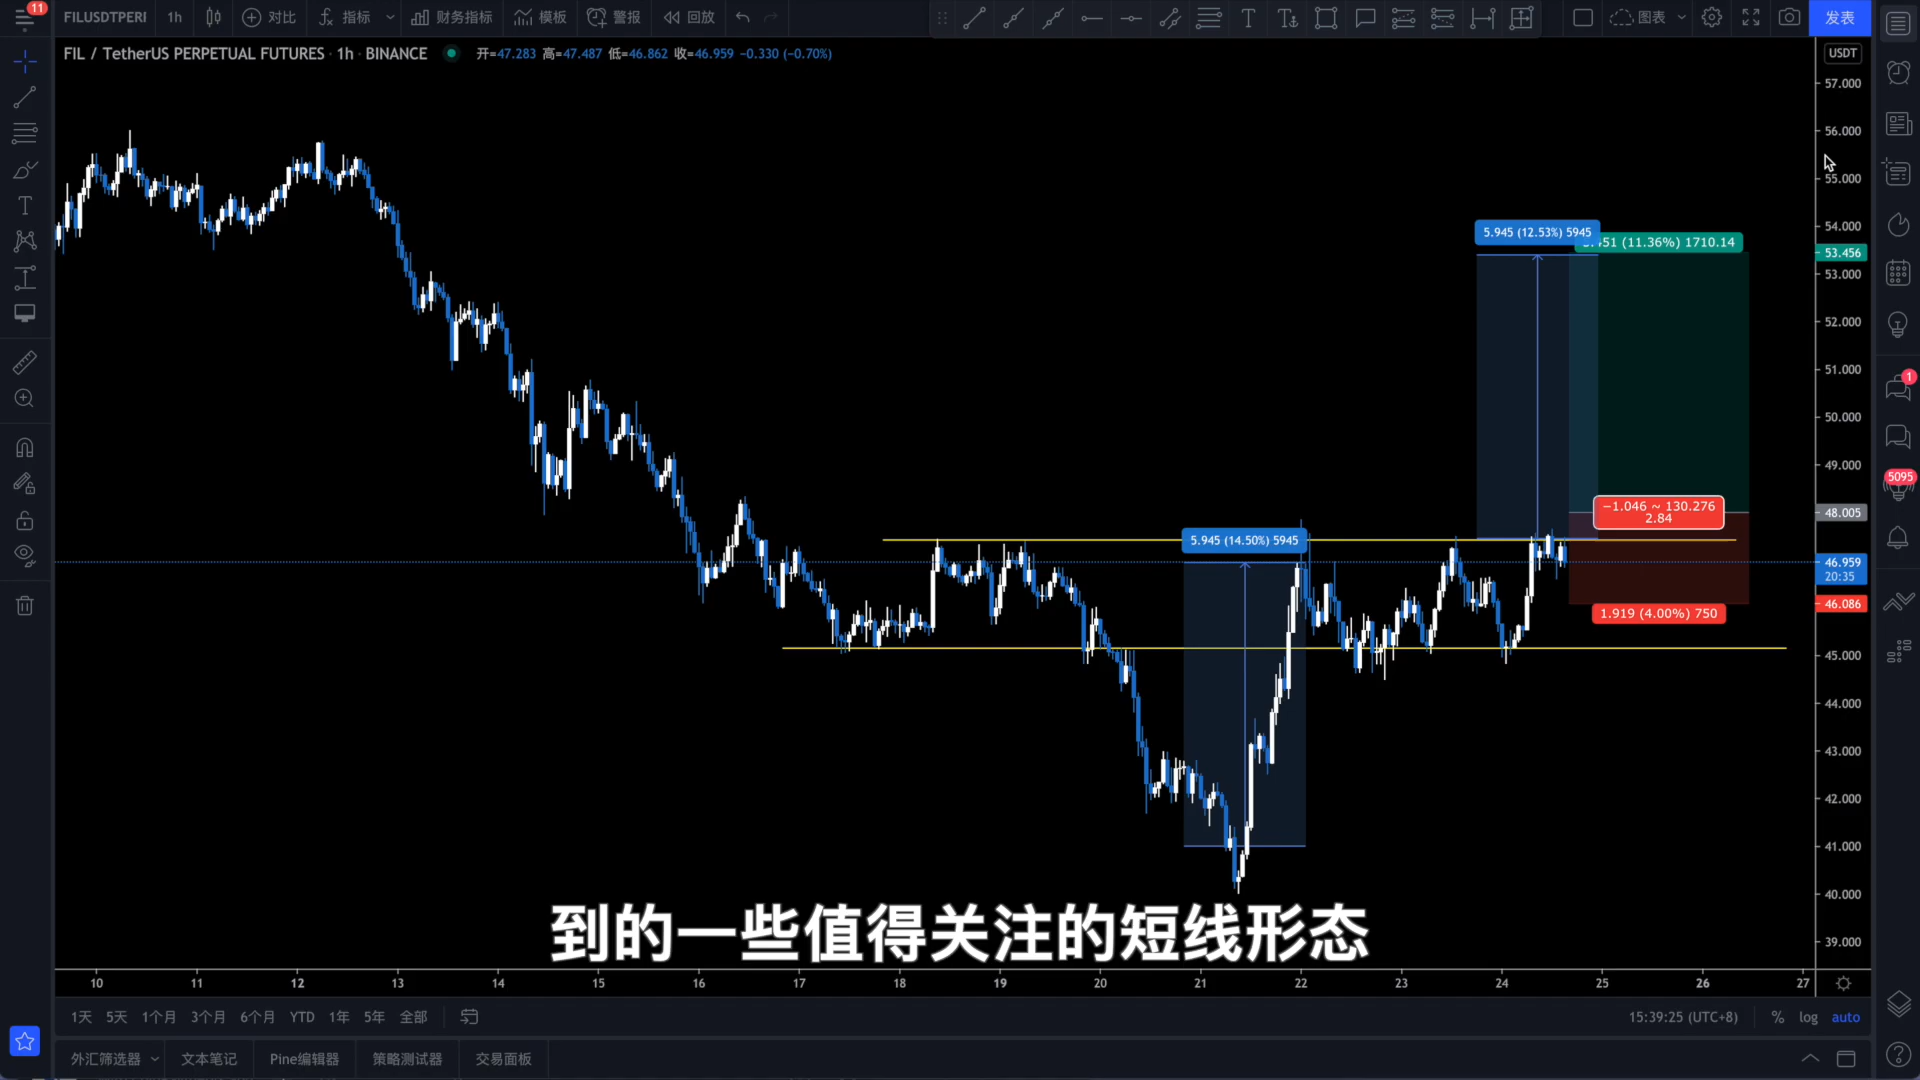 11
FILUSDTPERI
1h
对比
指标
财务指标
模板
警报
回放
图表
发表
FIL / TetherUS PERPETUAL FUTURES · 1h · BINANCE
开=47.283 高=47.487 低=46.862 收=46.959 −0.330 (−0.70%)
USDT
57.000
56.000
55.000
54.000
53.456
53.000
52.000
51.000
50.000
49.000
48.005
46.959
20:35
46.086
45.000
44.000
43.000
42.000
41.000
40.000
39.000
5.945 (12.53%) 5945
451 (11.36%) 1710.14
−1.046 ~ 130.276
2.84
5.945 (14.50%) 5945
1.919 (4.00%) 750
1
5095
到的一些值得关注的短线形态
10 11 12 13 14 15 16 17 18 19 20 21 22 23 24 25 26 27
1天 5天 1个月 3个月 6个月 YTD 1年 5年 全部
15:39:25 (UTC+8)
% log auto
外汇筛选器 文本笔记 Pine编辑器 策略测试器 交易面板